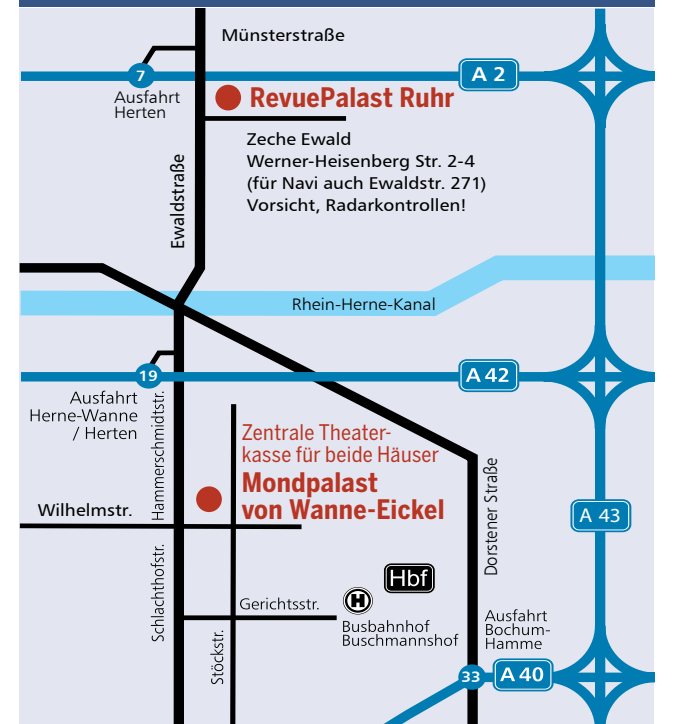 Münsterstraße
7
A 2
Ausfahrt
Herten
RevuePalast Ruhr
Zeche Ewald
Werner-Heisenberg Str. 2-4
(für Navi auch Ewaldstr. 271)
Vorsicht, Radarkontrollen!
Ewaldstraße
Rhein-Herne-Kanal
19
A 42
Ausfahrt
Herne-Wanne
/ Herten
Hammerschmidtstr.
Zentrale Theater-
kasse für beide Häuser
Mondpalast
von Wanne-Eickel
Wilhelmstr.
Dorstener Straße
A 43
Schlachthofstr.
Hbf
H
Gerichtsstr.
Busbahnhof
Buschmannshof
Stöckstr.
Ausfahrt
Bochum-
Hamme
33
A 40